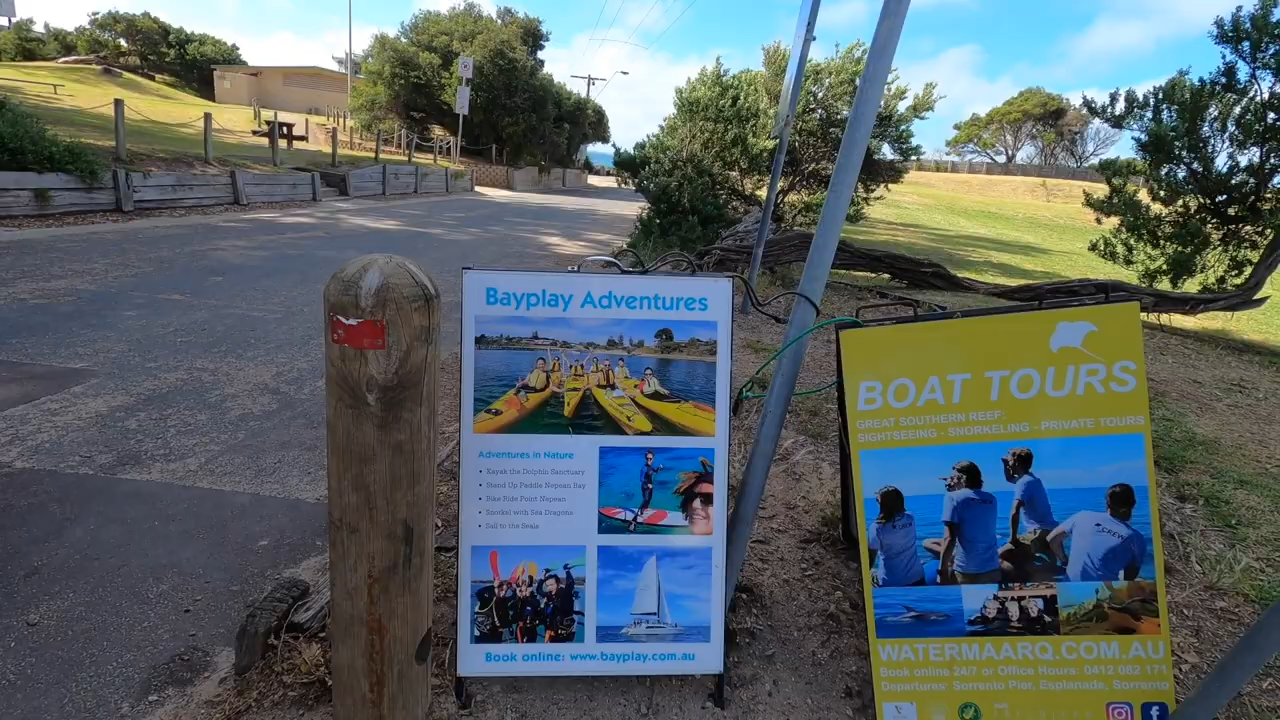 Bayplay Adventures
Adventures in Nature
• Kayak the Dolphin Sanctuary
• Stand Up Paddle Nepean Bay
• Bike Ride Point Nepean
• Snorkel with Sea Dragons
• Sail to the Seals
Book online: www.bayplay.com.au
BOAT TOURS
GREAT SOUTHERN REEF:
SIGHTSEEING - SNORKELING - PRIVATE TOURS
CREW
CREW
WATERMAARQ.COM.AU
Book online 24/7 or Office Hours: 0412 082 171
Departures: Sorrento Pier, Esplanade, Sorrento